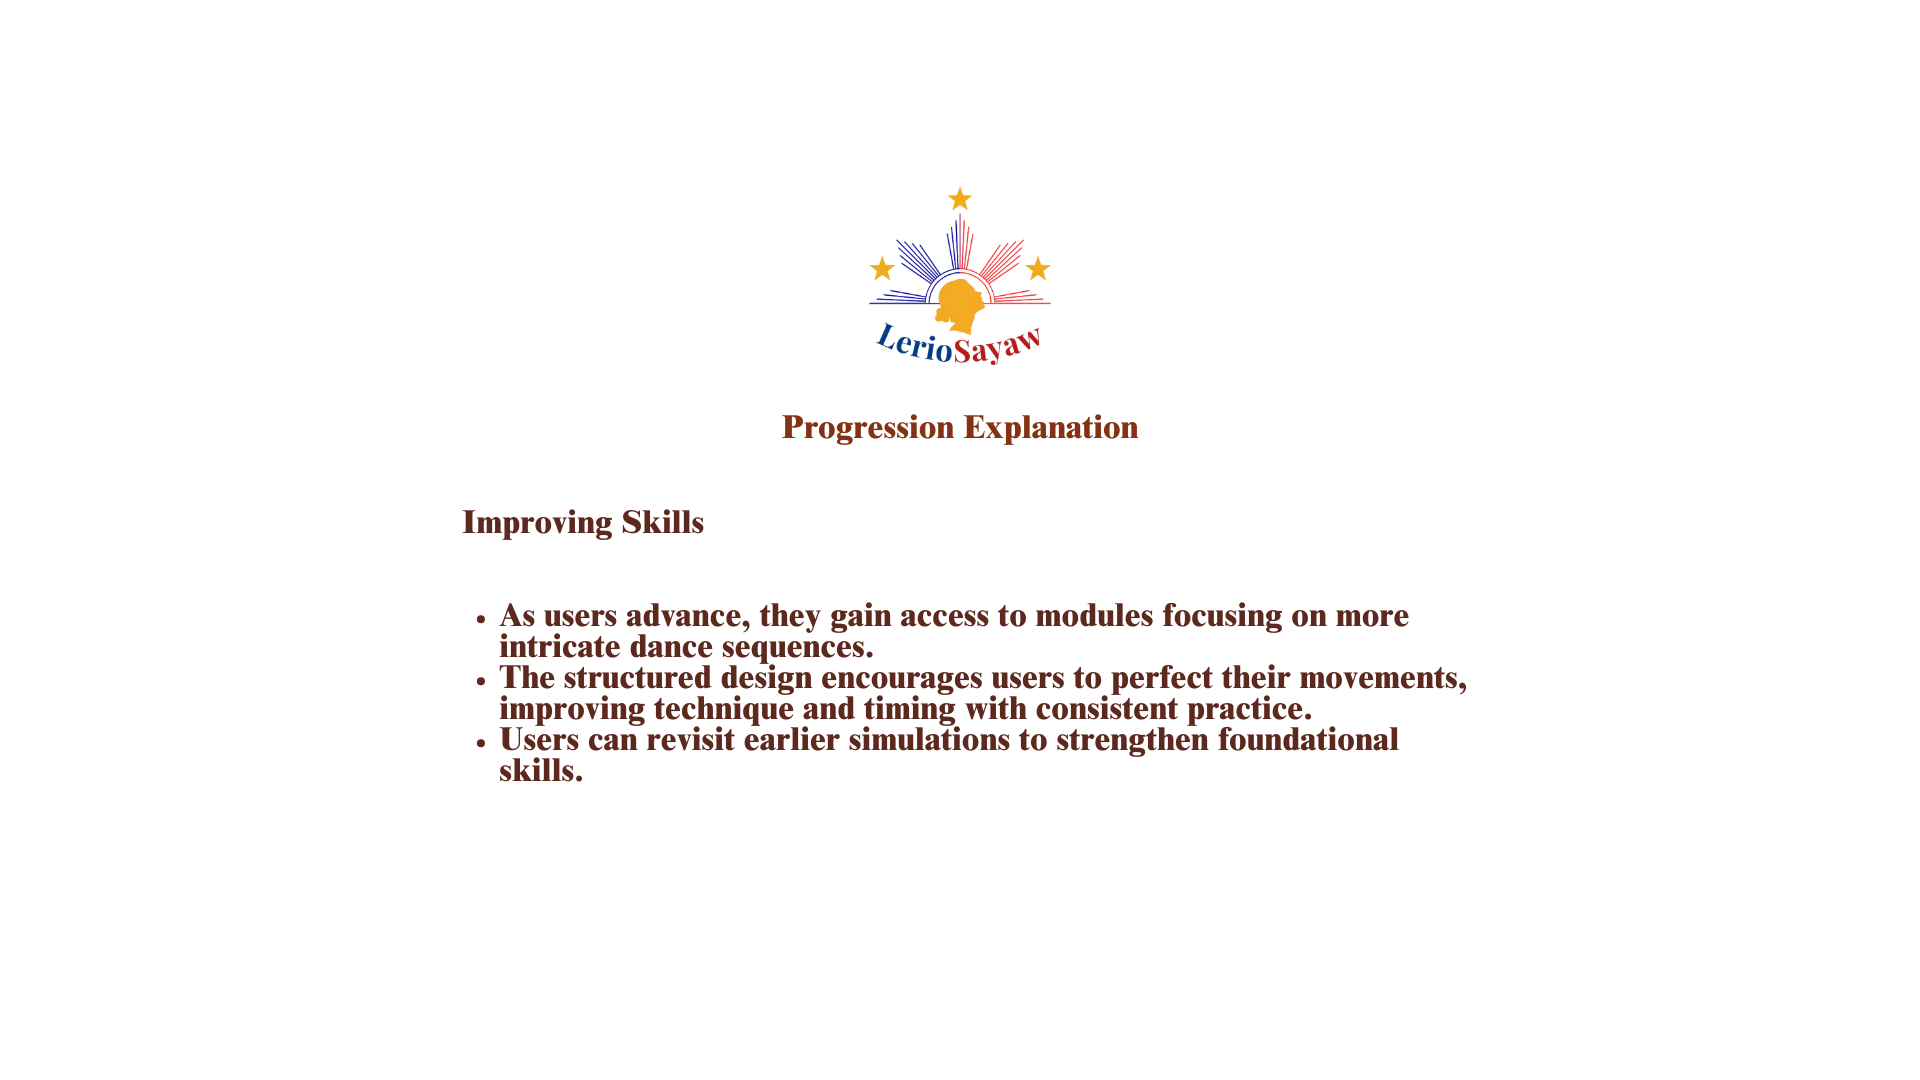 LerioSayaw
Progression Explanation
Improving Skills
• As users advance, they gain access to modules focusing on more
intricate dance sequences.
• The structured design encourages users to perfect their movements,
improving technique and timing with consistent practice.
• Users can revisit earlier simulations to strengthen foundational
skills.